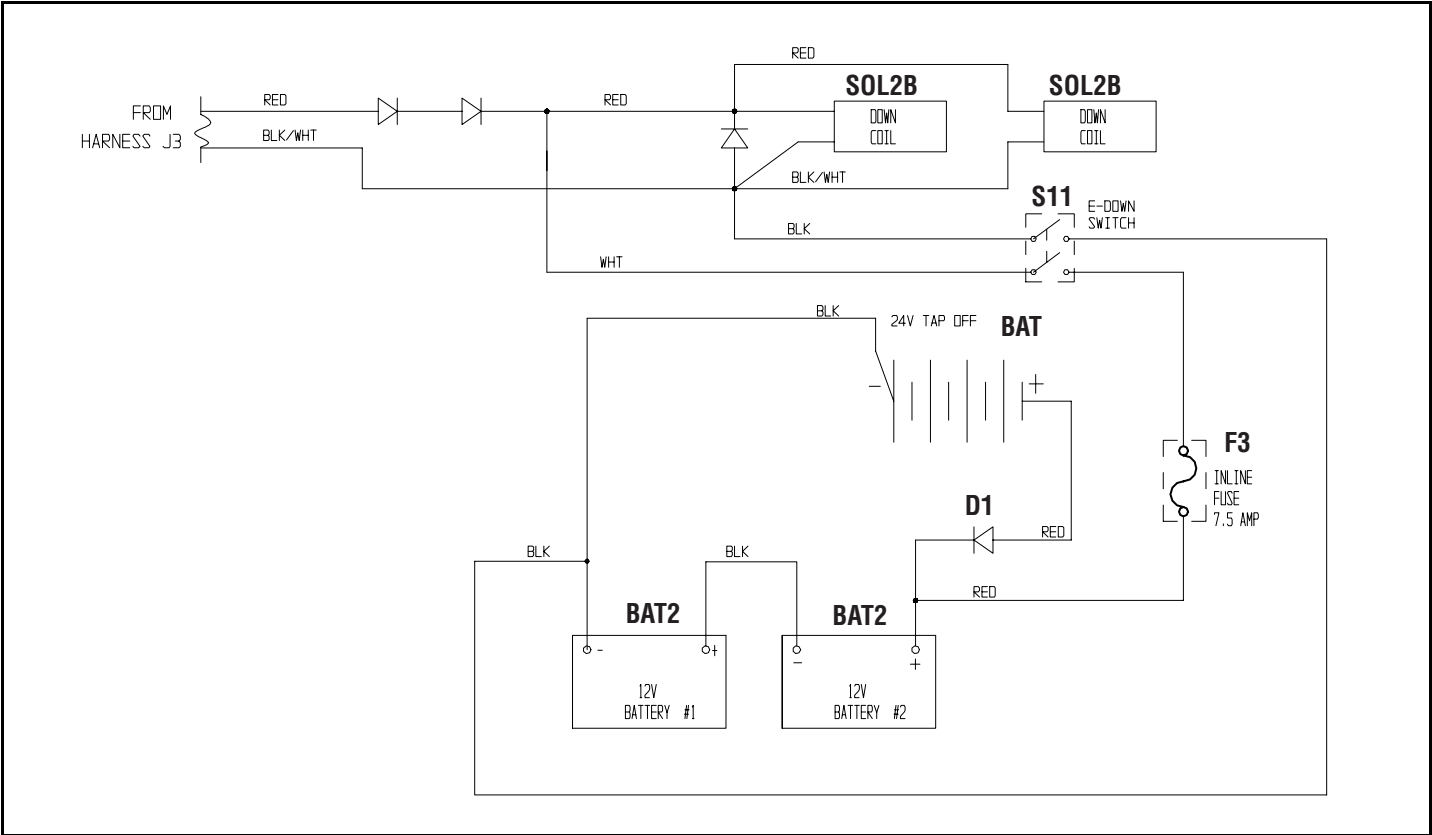 RED
SOL2B
SOL2B
FROM
HARNESS J3
RED
RED
DOWN
COIL
DOWN
COIL
BLK/WHT
BLK/WHT
S11
E-DOWN
SWITCH
BLK
WHT
BLK
24V TAP OFF
BAT
-
+
F3
INLINE
FUSE
7.5 AMP
D1
RED
BLK
BLK
RED
BAT2
BAT2
- +
- +
12V
BATTERY #1
12V
BATTERY #2